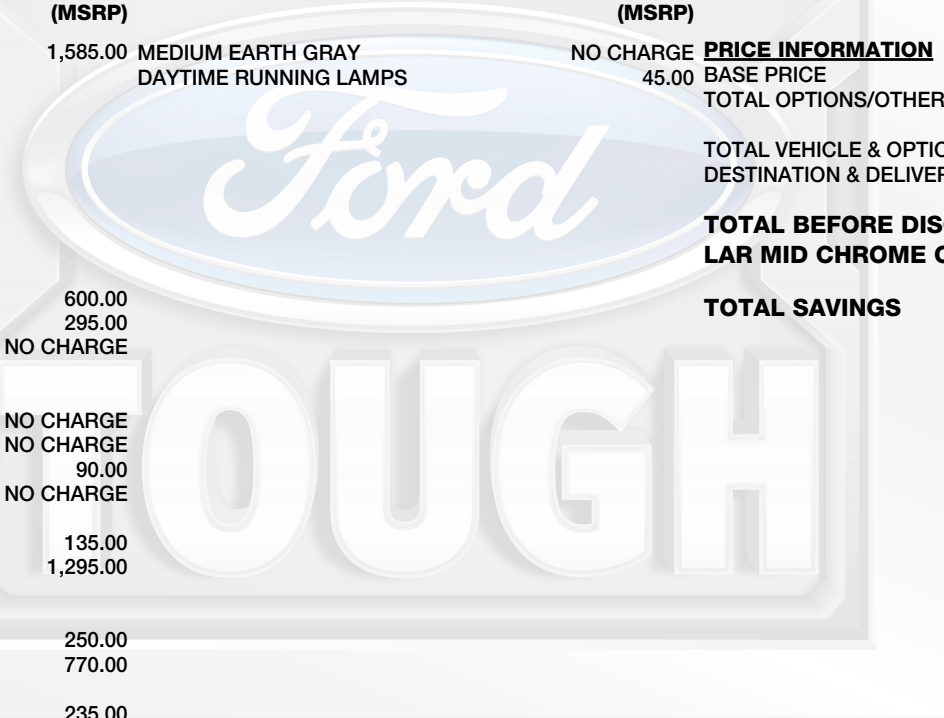 (MSRP)
1,585.00
600.00
295.00
NO CHARGE
NO CHARGE
NO CHARGE
90.00
NO CHARGE
135.00
1,295.00
250.00
770.00
235.00
(MSRP)
MEDIUM EARTH GRAY NO CHARGE
DAYTIME RUNNING LAMPS 45.00
PRICE INFORMATION
BASE PRICE
TOTAL OPTIONS/OTHER
TOTAL VEHICLE & OPTIO
DESTINATION & DELIVER
TOTAL BEFORE DIS
LAR MID CHROME
TOTAL SAVINGS
Ford
TOUGH